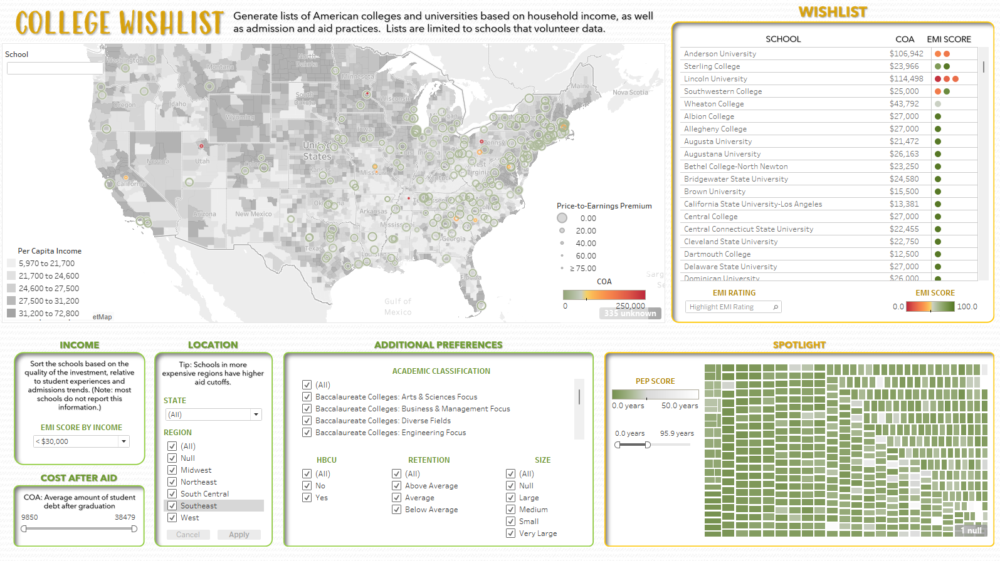 COLLEGE WISHLIST
Generate lists of American colleges and universities based on household income, as well
as admission and aid practices.  Lists are limited to schools that volunteer data.
School
Washington
Montana
North
Dakota
Minnesota
Maine
Nova Scotia
Oregon
Idaho
South
Dakota
Wisconsin
Wyoming
Iowa
United
States
Nevada
Utah
Indiana
Kansas
Missouri
Virginia
Kentucky
California
Arizona
New Mexico
Arkansas
Mississippi
Georgia
Texas
Louisiana
Florida
Gulf of
Mexico
Per Capita Income
5,970 to 21,700
21,700 to 24,600
24,600 to 27,500
27,500 to 31,200
31,200 to 72,800
etMap
Price-to-Earnings Premium
0.00
20.00
40.00
60.00
≥ 75.00
COA
0
250,000
335 unknown
WISHLIST
SCHOOL COA EMI SCORE
Anderson University $106,942
Sterling College $23,966
Lincoln University $114,498
Southwestern College $25,000
Wheaton College $43,792
Albion College $27,000
Allegheny College $27,000
Augusta University $21,472
Augustana University $26,163
Bethel College-North Newton $23,250
Bridgewater State University $24,580
Brown University $15,500
California State University-Los Angeles $13,381
Central College $27,000
Central Connecticut State University $22,455
Cleveland State University $22,750
Dartmouth College $12,500
Delaware State University $27,000
Dominican University $26,000
EMI RATING
Highlight EMI Rating
EMI SCORE
0.0 100.0
INCOME
Sort the schools based on the
quality of the investment, relative
to student experiences and
admissions trends. (Note: most
schools do not report this
information.)
EMI SCORE BY INCOME
< $30,000
COST AFTER AID
COA: Average amount of student
debt after graduation
9850 38479
LOCATION
Tip: Schools in more
expensive regions have higher
aid cutoffs.
STATE
(All)
REGION
(All)
Null
Midwest
Northeast
South Central
Southeast
West
Cancel Apply
ADDITIONAL PREFERENCES
ACADEMIC CLASSIFICATION
(All)
Baccalaureate Colleges: Arts & Sciences Focus
Baccalaureate Colleges: Business & Management Focus
Baccalaureate Colleges: Diverse Fields
Baccalaureate Colleges: Engineering Focus
HBCU
(All)
No
Yes
RETENTION
(All)
Above Average
Average
Below Average
SIZE
(All)
Null
Large
Medium
Small
Very Large
SPOTLIGHT
PEP SCORE
0.0 years 50.0 years
0.0 years 95.9 years
1 null